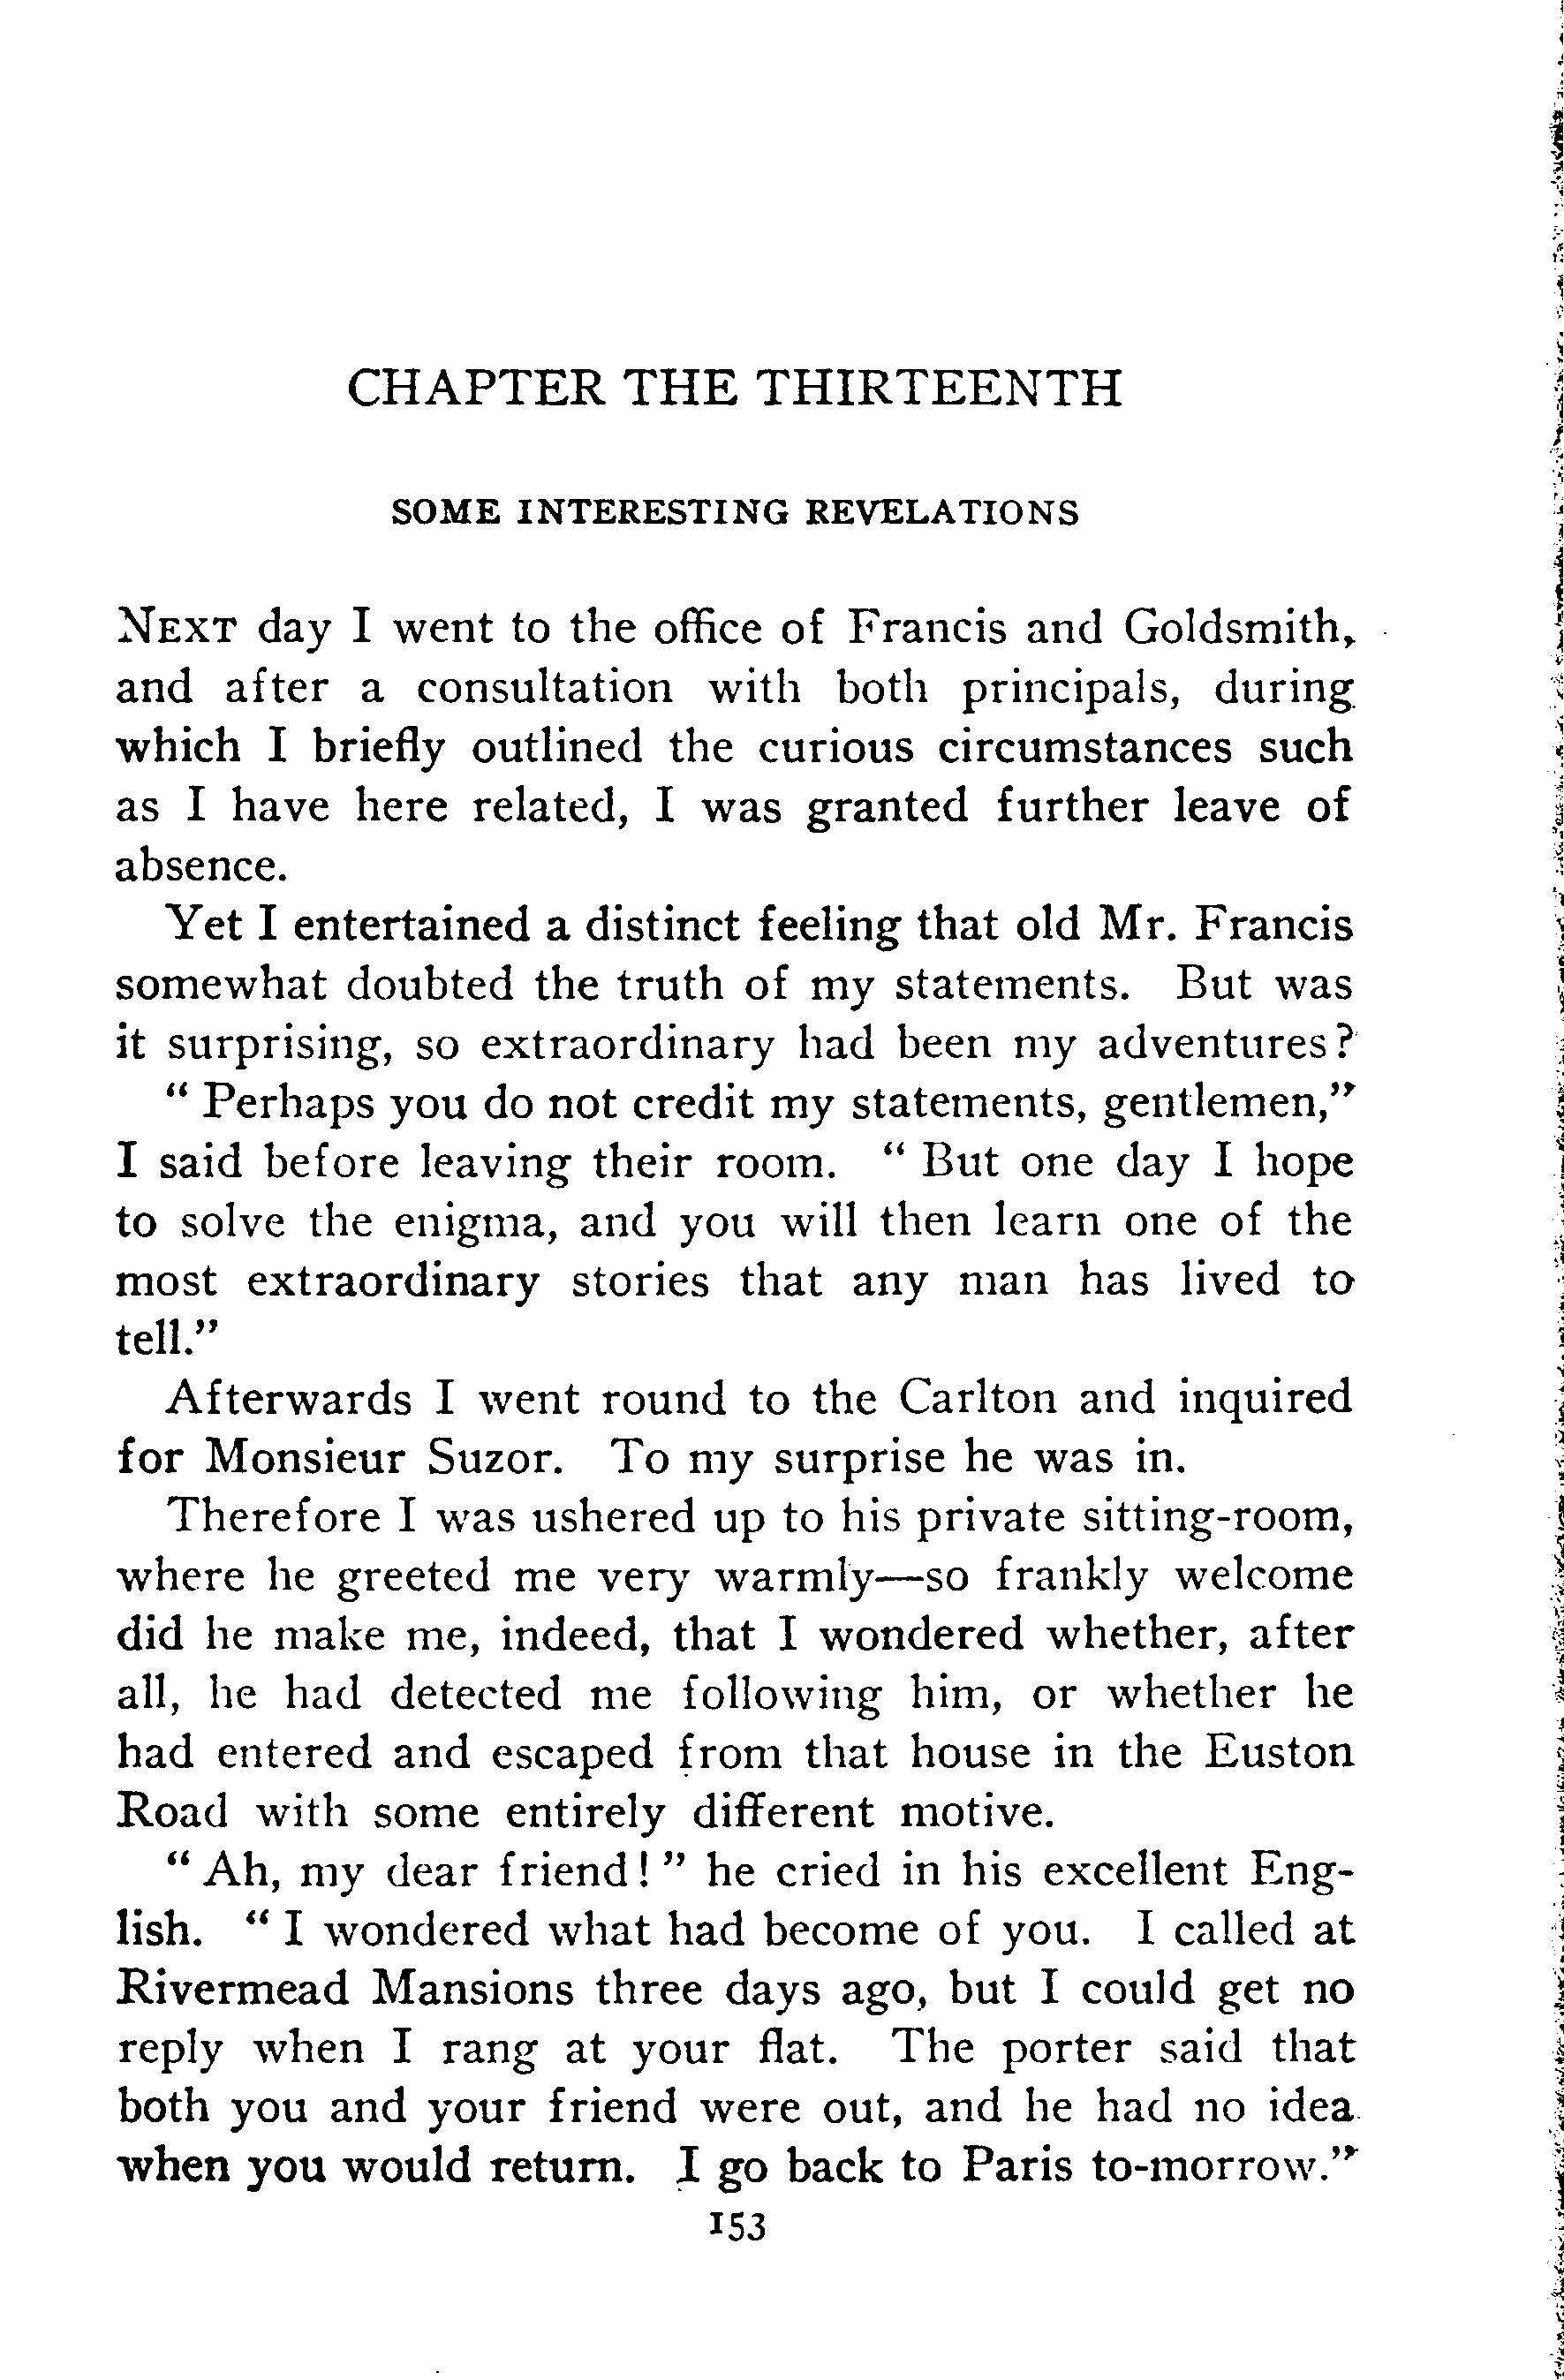 CHAPTER THE THIRTEENTH
SOME INTERESTING REVELATIONS
NEXT day I went to the office of Francis and Goldsmith,
and after a consultation with both principals, during
which I briefly outlined the curious circumstances such
as I have here related, I was granted further leave of
absence.
Yet I entertained a distinct feeling that old Mr. Francis
somewhat doubted the truth of my statements. But was
it surprising, so extraordinary had been my adventures?
“ Perhaps you do not credit my statements, gentlemen,”
I said before leaving their room. “ But one day I hope
to solve the enigma, and you will then learn one of the
most extraordinary stories that any man has lived to
tell.”
Afterwards I went round to the Carlton and inquired
for Monsieur Suzor. To my surprise he was in.
Therefore I was ushered up to his private sitting-room,
where he greeted me very warmly—so frankly welcome
did he make me, indeed, that I wondered whether, after
all, he had detected me following him, or whether he
had entered and escaped from that house in the Euston
Road with some entirely different motive.
“ Ah, my dear friend! ” he cried in his excellent Eng-
lish. “ I wondered what had become of you. I called at
Rivermead Mansions three days ago, but I could get no
reply when I rang at your flat. The porter said that
both you and your friend were out, and he had no idea
when you would return. I go back to Paris to-morrow.”
153